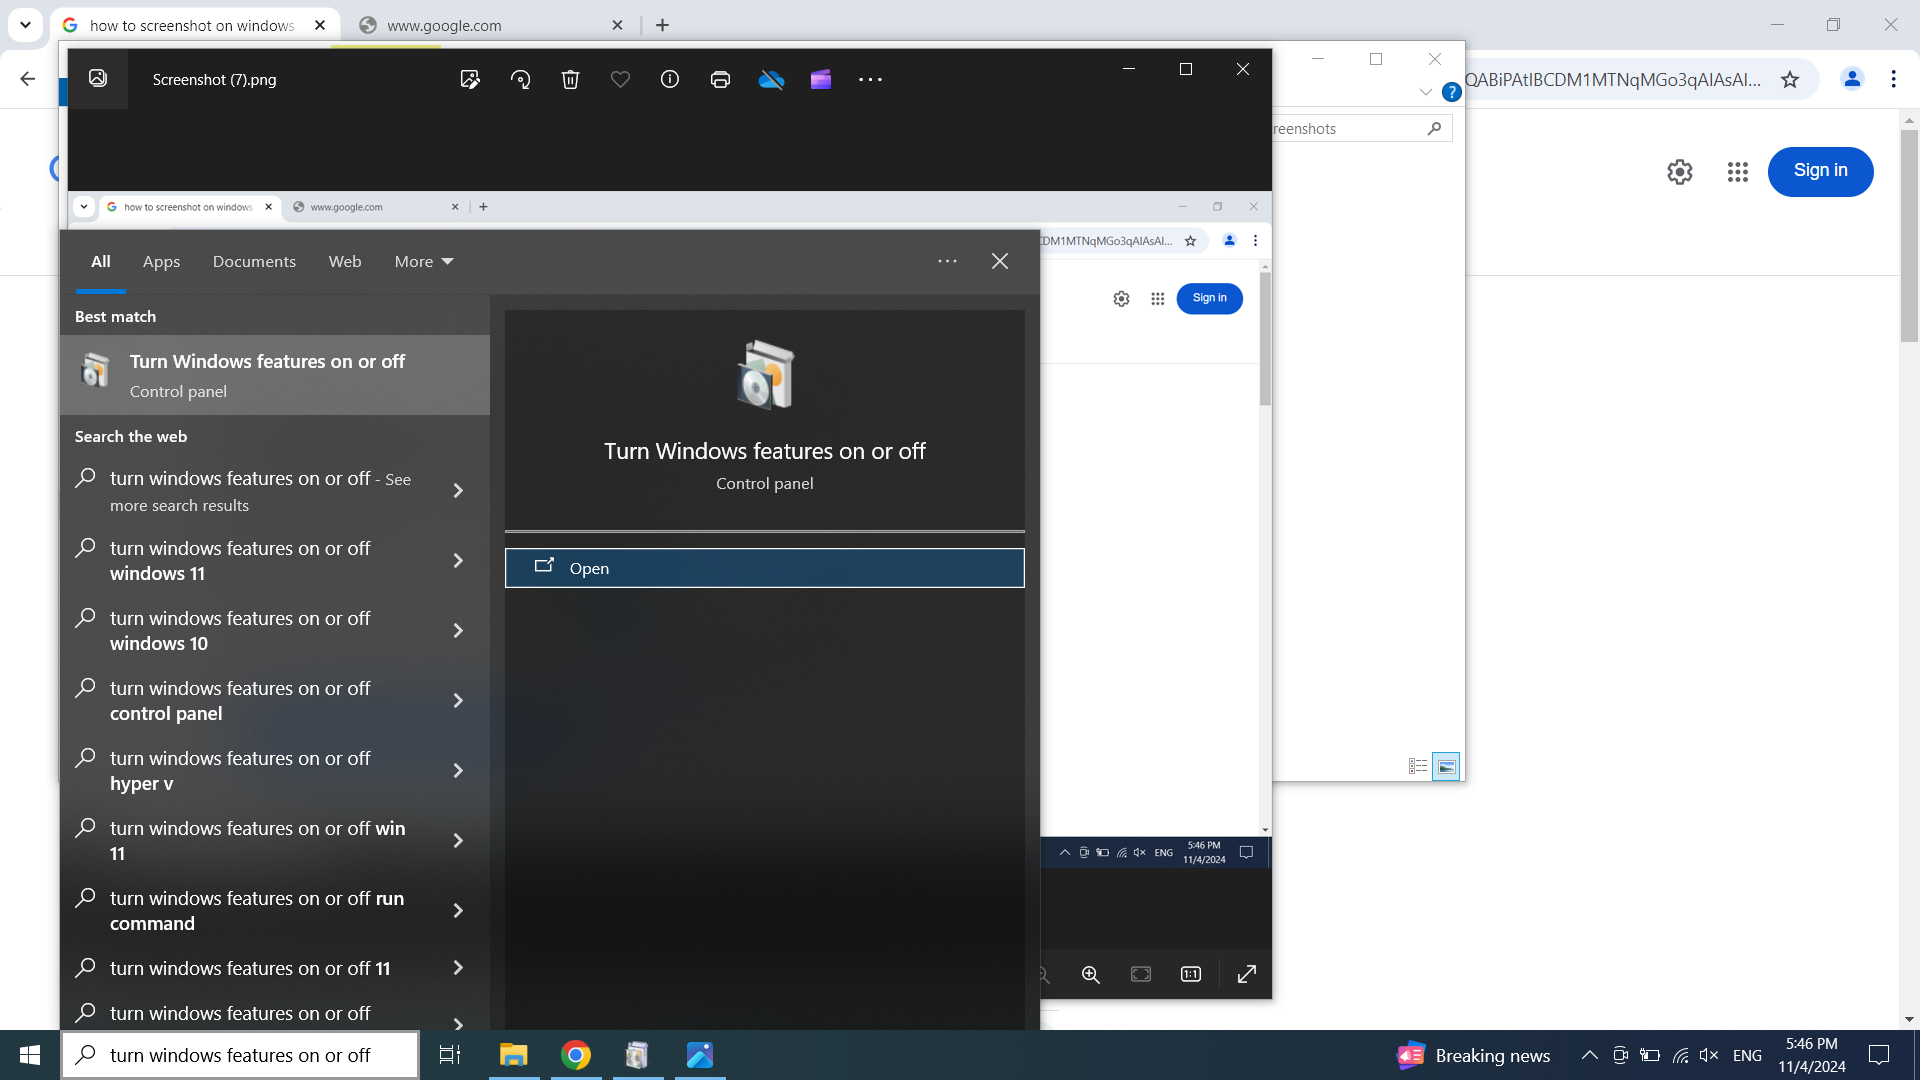 how to screenshot on windows
www.google.com
Screenshot (7).png
QABiPAtIBCDM1MTNqMGo3qAIAsAI...
reenshots
Sign in
how to screenshot on windows
www.google.com
CDM1MTNqMGo3qAIAsAI...
Sign in
All
Apps
Documents
Web
More
Best match
Turn Windows features on or off
Control panel
Search the web
turn windows features on or off - See
more search results
turn windows features on or off
windows 11
turn windows features on or off
windows 10
turn windows features on or off
control panel
turn windows features on or off
hyper v
turn windows features on or off win
11
turn windows features on or off run
command
turn windows features on or off 11
turn windows features on or off
Turn Windows features on or off
Control panel
Open
ENG
5:46 PM
11/4/2024
1:1
turn windows features on or off
Breaking news
ENG
5:46 PM
11/4/2024